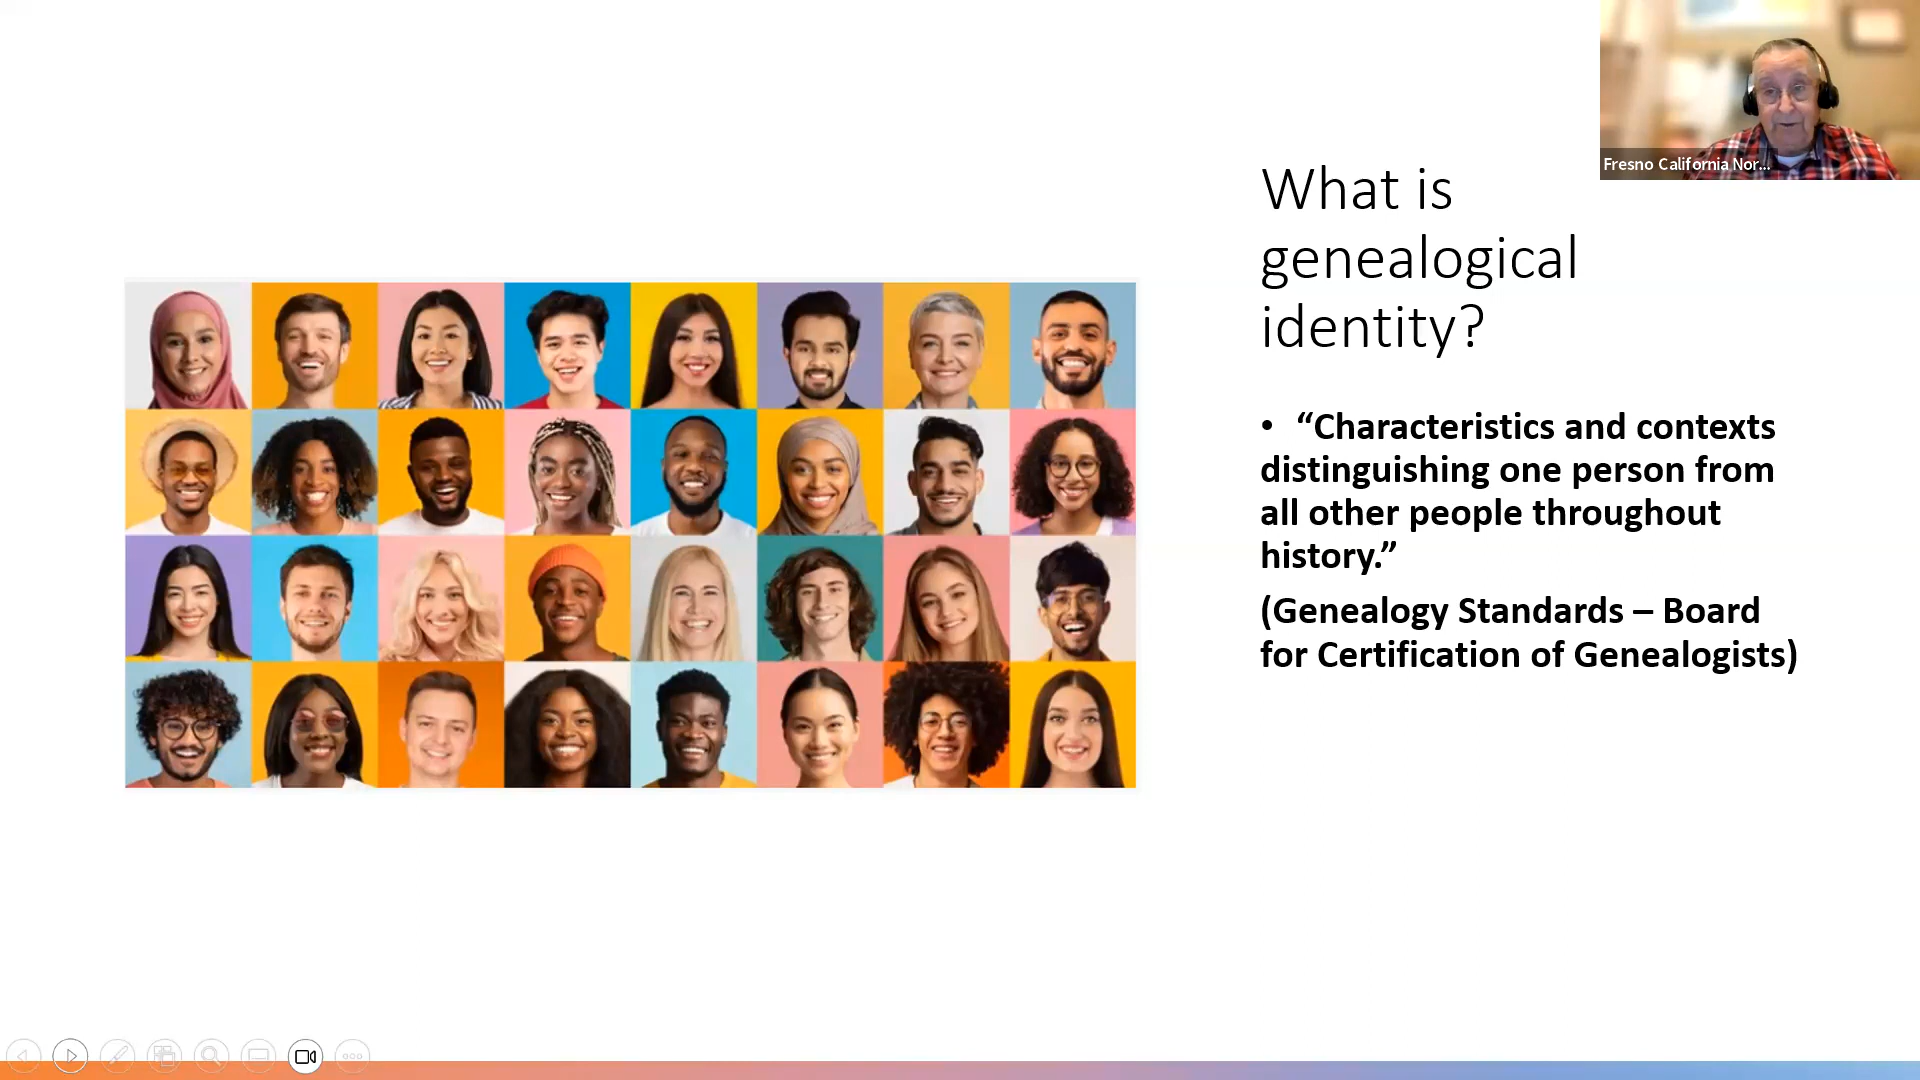 Fresno California Nor...
What is
genealogical
identity?
• “Characteristics and contexts
distinguishing one person from
all other people throughout
history.”
(Genealogy Standards – Board
for Certification of Genealogists)